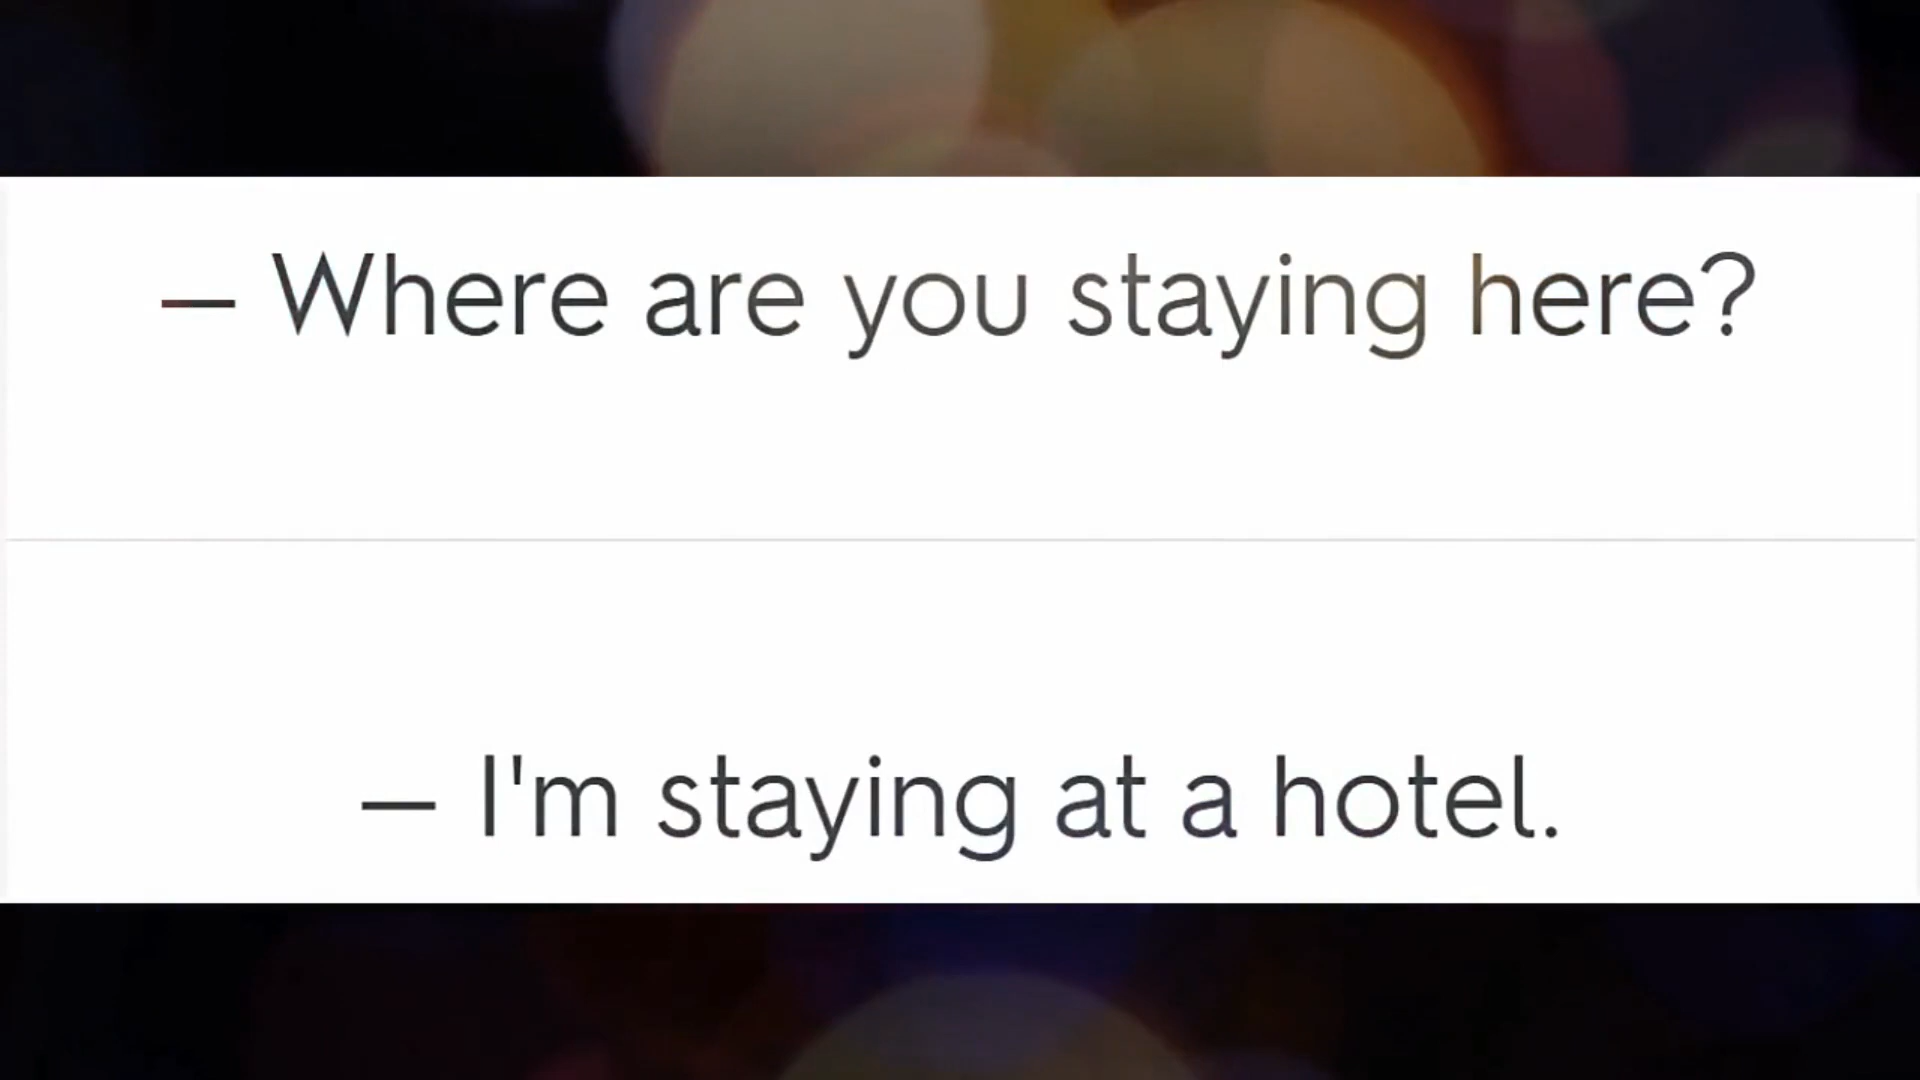 — Where are you staying here?
— I'm staying at a hotel.